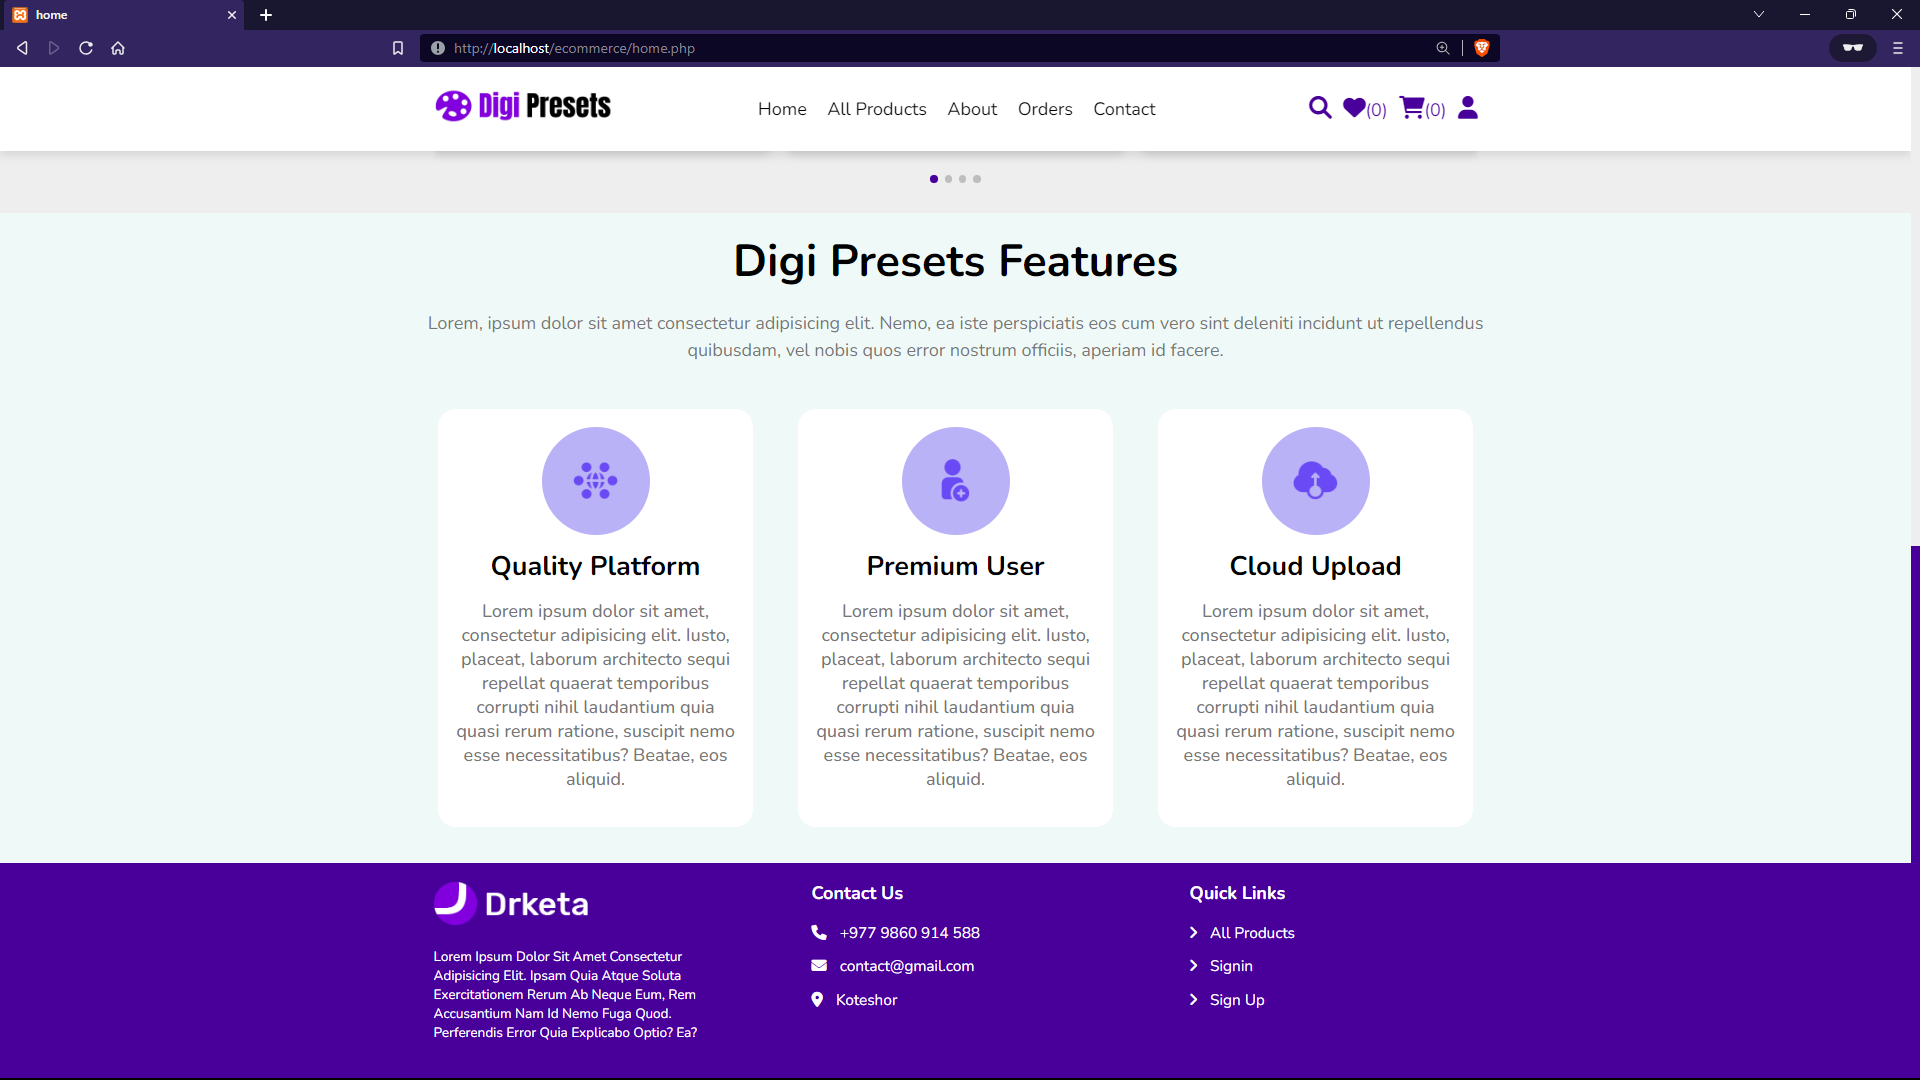 home
http://localhost/ecommerce/home.php
Digi Presets
Home
All Products
About
Orders
Contact
(0)
(0)
Digi Presets Features
Lorem, ipsum dolor sit amet consectetur adipisicing elit. Nemo, ea iste perspiciatis eos cum vero sint deleniti incidunt ut repellendus
quibusdam, vel nobis quos error nostrum officiis, aperiam id facere.
Quality Platform
Lorem ipsum dolor sit amet,
consectetur adipisicing elit. Iusto,
placeat, laborum architecto sequi
repellat quaerat temporibus
corrupti nihil laudantium quia
quasi rerum ratione, suscipit nemo
esse necessitatibus? Beatae, eos
aliquid.
Premium User
Lorem ipsum dolor sit amet,
consectetur adipisicing elit. Iusto,
placeat, laborum architecto sequi
repellat quaerat temporibus
corrupti nihil laudantium quia
quasi rerum ratione, suscipit nemo
esse necessitatibus? Beatae, eos
aliquid.
Cloud Upload
Lorem ipsum dolor sit amet,
consectetur adipisicing elit. Iusto,
placeat, laborum architecto sequi
repellat quaerat temporibus
corrupti nihil laudantium quia
quasi rerum ratione, suscipit nemo
esse necessitatibus? Beatae, eos
aliquid.
Drketa
Lorem Ipsum Dolor Sit Amet Consectetur
Adipisicing Elit. Ipsam Quia Atque Soluta
Exercitationem Rerum Ab Neque Eum, Rem
Accusantium Nam Id Nemo Fuga Quod.
Perferendis Error Quia Explicabo Optio? Ea?
Contact Us
+977 9860 914 588
contact@gmail.com
Koteshor
Quick Links
All Products
Signin
Sign Up